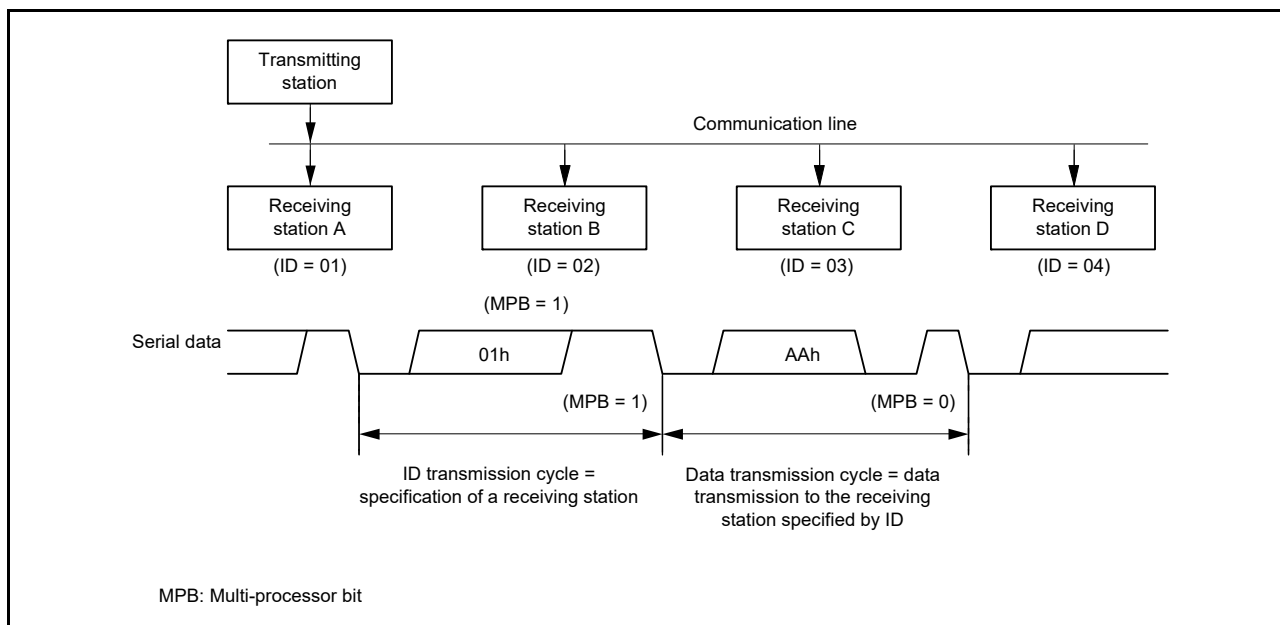 Transmitting
station
Communication line
Receiving
station A
Receiving
station B
Receiving
station C
Receiving
station D
(ID = 01)
(ID = 02)
(ID = 03)
(ID = 04)
(MPB = 1)
Serial data
01h
AAh
(MPB = 1)
(MPB = 0)
ID transmission cycle =
specification of a receiving station
Data transmission cycle = data
transmission to the receiving
station specified by ID
MPB: Multi-processor bit